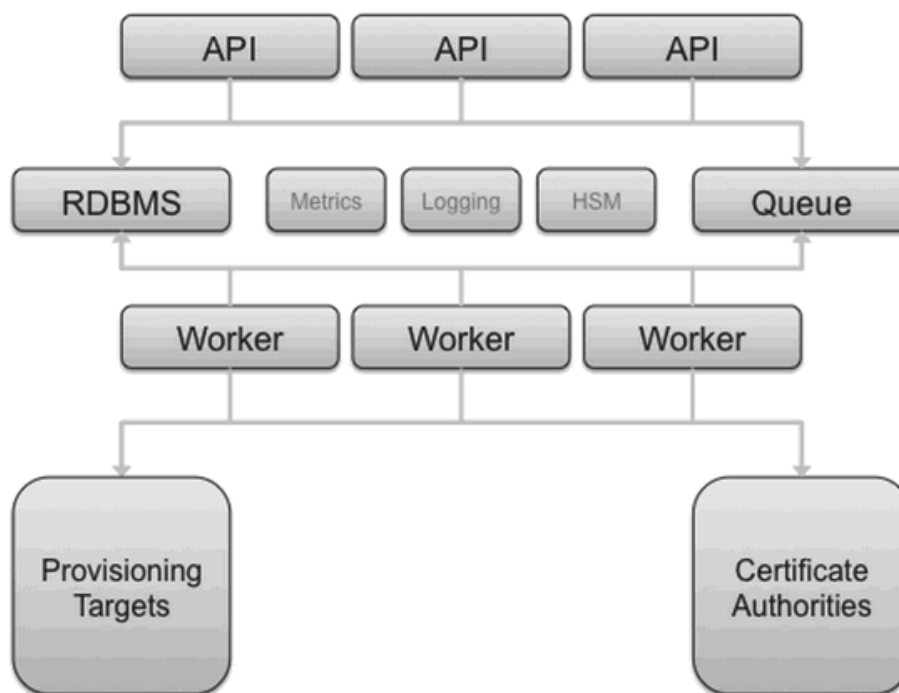 API
API
API
RDBMS
Metrics
Logging
HSM
Queue
Worker
Worker
Worker
Provisioning
Targets
Certificate
Authorities